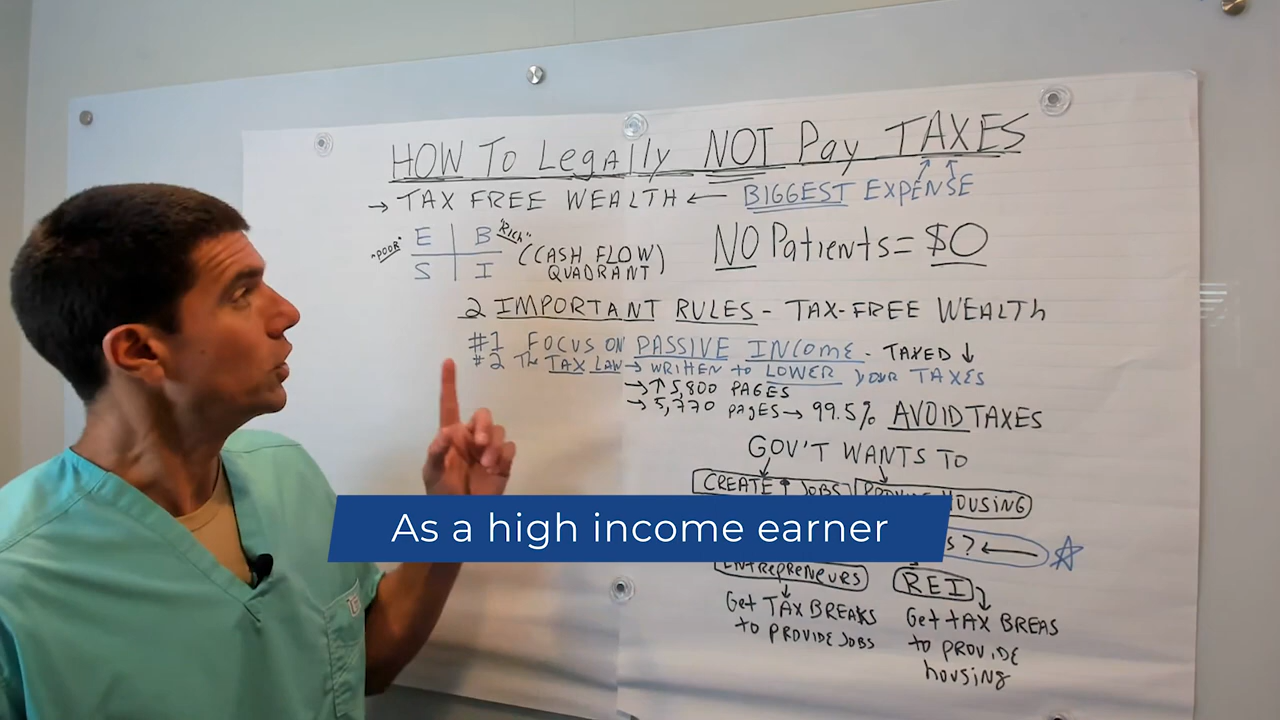 HOW To Legally NOT Pay TAXES
→ TAX FREE WEALTH ← BIGGEST EXPENSE
"POOR" E B "Rich" (CASH FLOW
S I QUADRANT)
NO Patients = $0
2 IMPORTANT RULES - TAX-FREE WEALTH
#1 FOCUS ON PASSIVE INCOME - TAXED ↓
#2 The TAX LAW → WRITTEN to LOWER YOUR TAXES
→ ↑ 5,800 PAGES
→ 5,770 PAGES → 99.5% AVOID TAXES
GOV'T WANTS TO
CREATE ↑ JOBS PROVIDE HOUSING
As a high income earner
S? ←
ENTREPRENEURS REI
Get TAX BREAKS
TO PROVIDE JOBS
Get tAX BREAS
to PROVIDE
housing